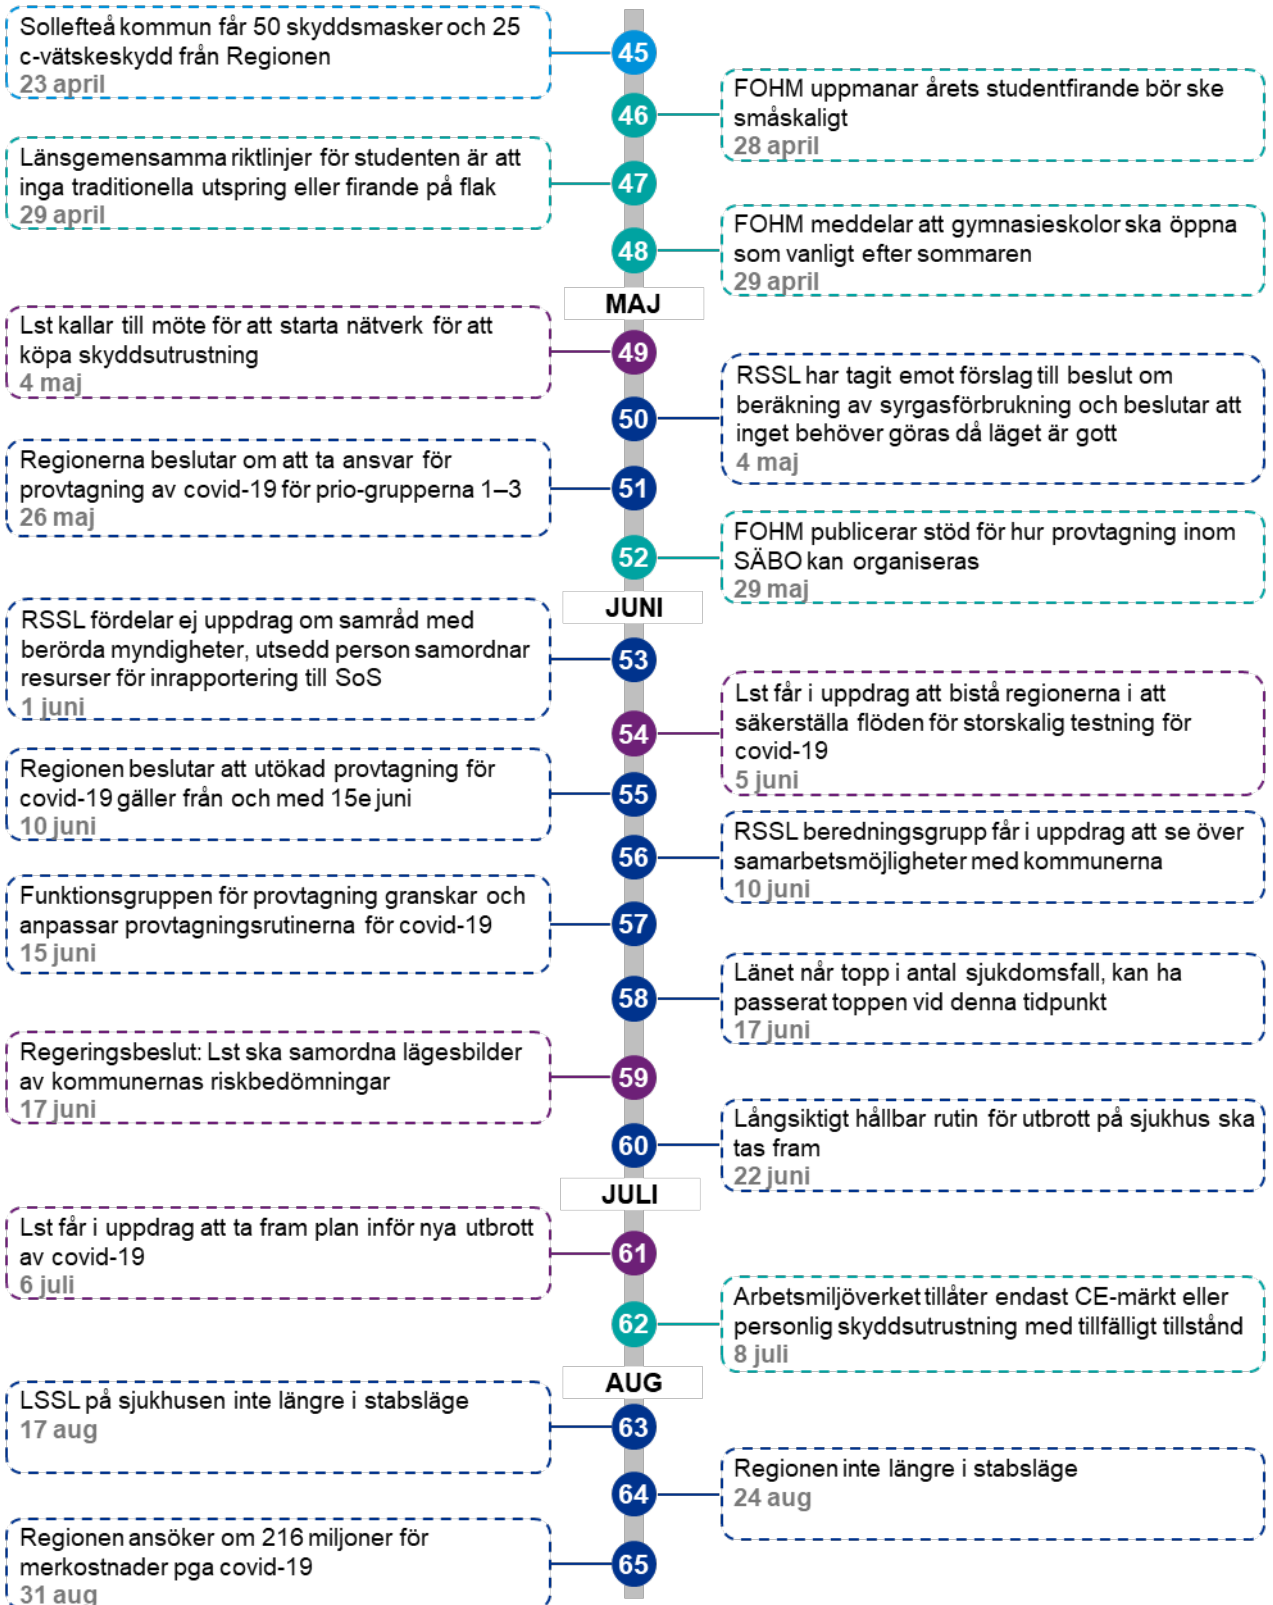 Sollefteå kommun får 50 skyddsmasker och 25
c-vätskeskydd från Regionen
23 april
45
46
FOHM uppmanar årets studentfirande bör ske
småskaligt
28 april
Länsgemensamma riktlinjer för studenten är att
inga traditionella utspring eller firande på flak
29 april
47
48
FOHM meddelar att gymnasieskolor ska öppna
som vanligt efter sommaren
29 april
MAJ
Lst kallar till möte för att starta nätverk för att
köpa skyddsutrustning
4 maj
49
50
RSSL har tagit emot förslag till beslut om
beräkning av syrgasförbrukning och beslutar att
inget behöver göras då läget är gott
4 maj
Regionerna beslutar om att ta ansvar för
provtagning av covid-19 för prio-grupperna 1–3
26 maj
51
52
FOHM publicerar stöd för hur provtagning inom
SÄBO kan organiseras
29 maj
JUNI
RSSL fördelar ej uppdrag om samråd med
berörda myndigheter, utsedd person samordnar
resurser för inrapportering till SoS
1 juni
53
54
Lst får i uppdrag att bistå regionerna i att
säkerställa flöden för storskalig testning för
covid-19
5 juni
Regionen beslutar att utökad provtagning för
covid-19 gäller från och med 15e juni
10 juni
55
56
RSSL beredningsgrupp får i uppdrag att se över
samarbetsmöjligheter med kommunerna
10 juni
Funktionsgruppen för provtagning granskar och
anpassar provtagningsrutinerna för covid-19
15 juni
57
58
Länet når topp i antal sjukdomsfall, kan ha
passerat toppen vid denna tidpunkt
17 juni
Regeringsbeslut: Lst ska samordna lägesbilder
av kommunernas riskbedömningar
17 juni
59
60
Långsiktigt hållbar rutin för utbrott på sjukhus ska
tas fram
22 juni
JULI
Lst får i uppdrag att ta fram plan inför nya utbrott
av covid-19
6 juli
61
62
Arbetsmiljöverket tillåter endast CE-märkt eller
personlig skyddsutrustning med tillfälligt tillstånd
8 juli
AUG
LSSL på sjukhusen inte längre i stabsläge
17 aug
63
64
Regionen inte längre i stabsläge
24 aug
Regionen ansöker om 216 miljoner för
merkostnader pga covid-19
31 aug
65